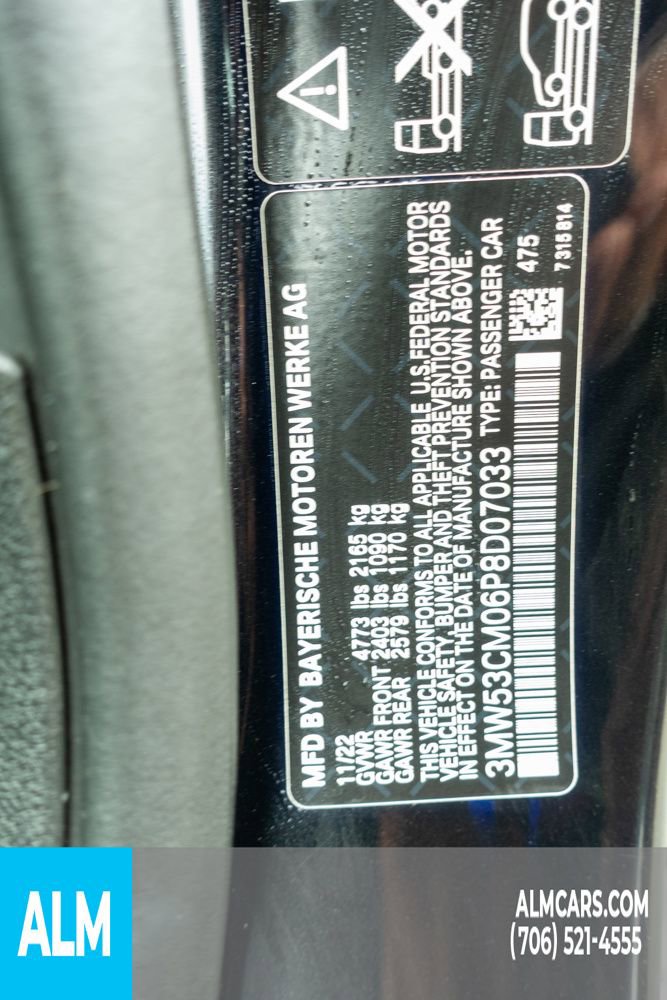 MFD BY BAYERISCHE MOTOREN WERKE AG
11/22
GVWR 4773 lbs 2165 kg
GAWR FRONT 2403 lbs 1090 kg
GAWR REAR 2579 lbs 1170 kg
THIS VEHICLE CONFORMS TO ALL APPLICABLE U.S.FEDERAL MOTOR
VEHICLE SAFETY, BUMPER AND THEFT PREVENTION STANDARDS
IN EFFECT ON THE DATE OF MANUFACTURE SHOWN ABOVE.
3MW53CM06P8D07033 TYPE: PASSENGER CAR
475
7315814
ALM
ALMCARS.COM
(706) 521-4555